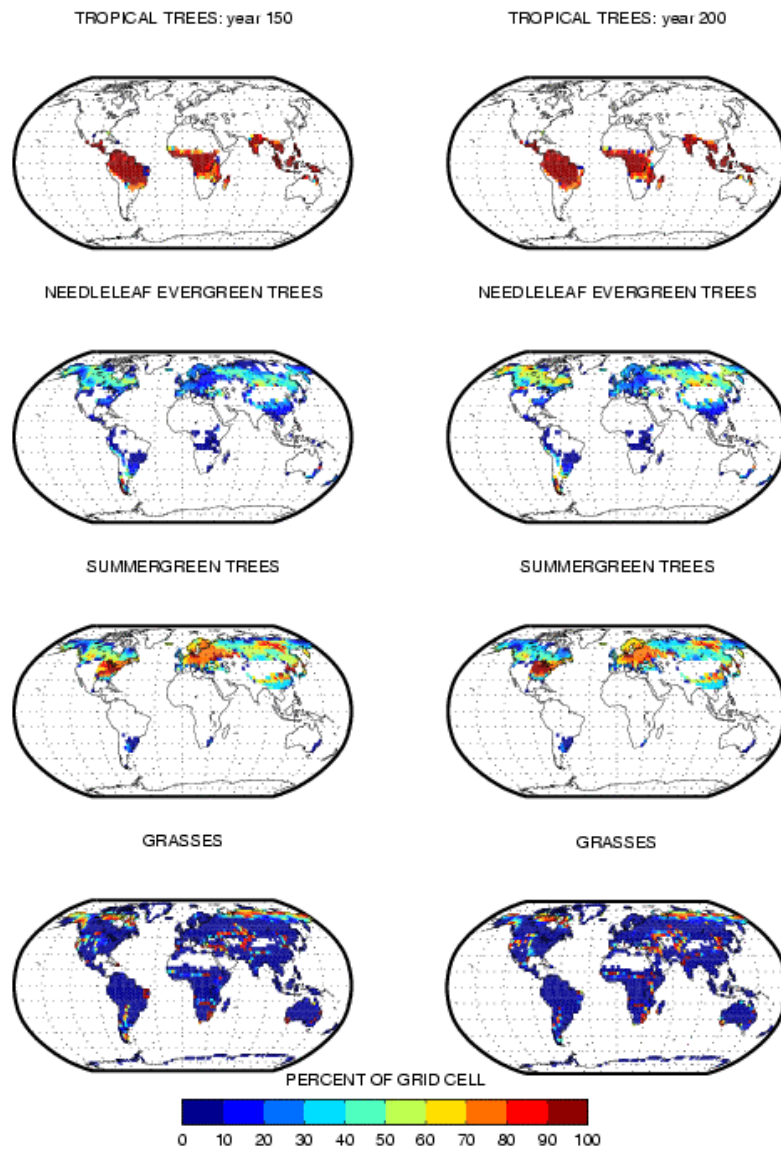 TROPICAL TREES: year 150
TROPICAL TREES: year 200
NEEDLELEAF EVERGREEN TREES
NEEDLELEAF EVERGREEN TREES
SUMMERGREEN TREES
SUMMERGREEN TREES
GRASSES
GRASSES
PERCENT OF GRID CELL
0 10 20 30 40 50 60 70 80 90 100